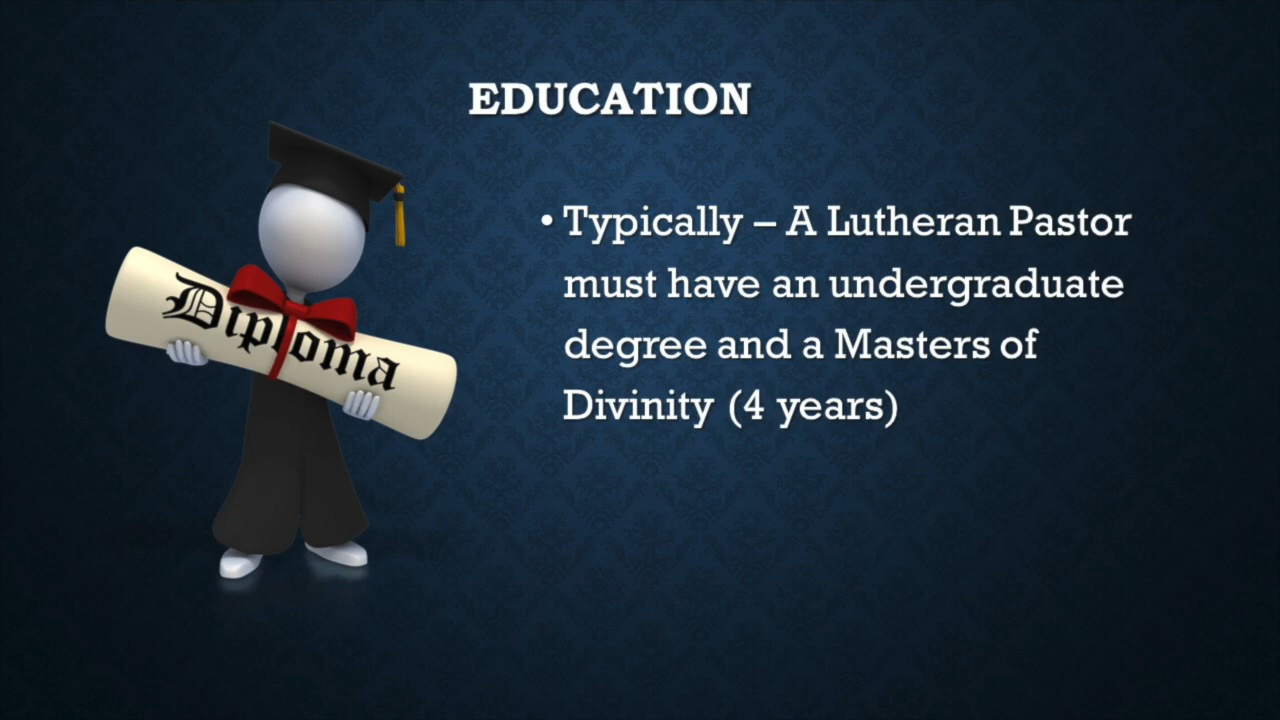 EDUCATION
• Typically – A Lutheran Pastor
must have an undergraduate
degree and a Masters of
Divinity (4 years)
Diploma